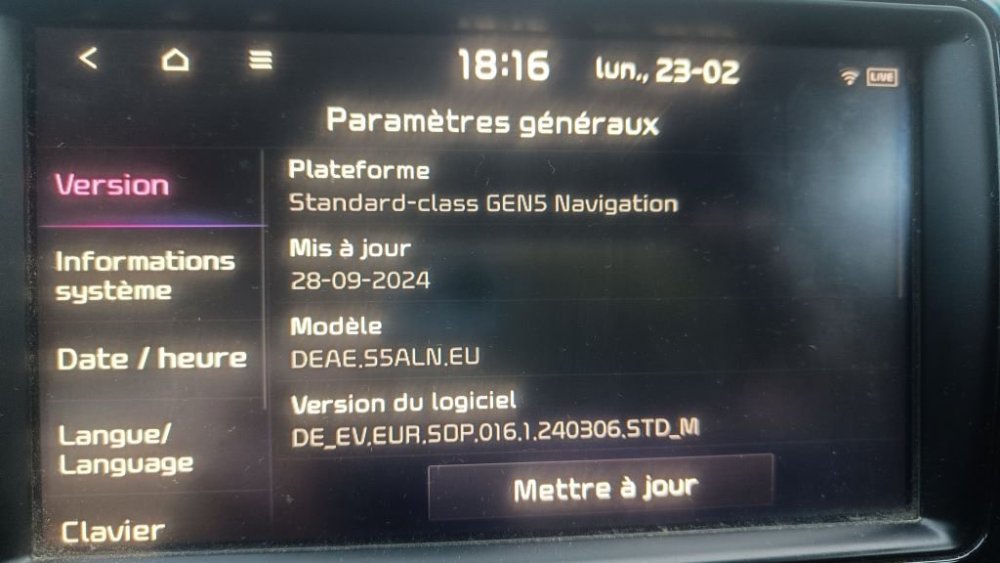 18:16
lun., 23-02
LIVE
Paramètres généraux
Version
Informations
système
Date / heure
Langue/
Language
Clavier
Plateforme
Standard-class GEN5 Navigation
Mis à jour
28-09-2024
Modèle
DEAE.S5ALN.EU
Version du logiciel
DE_EV.EUR.SOP.016.1.240306.STD_M
Mettre à jour